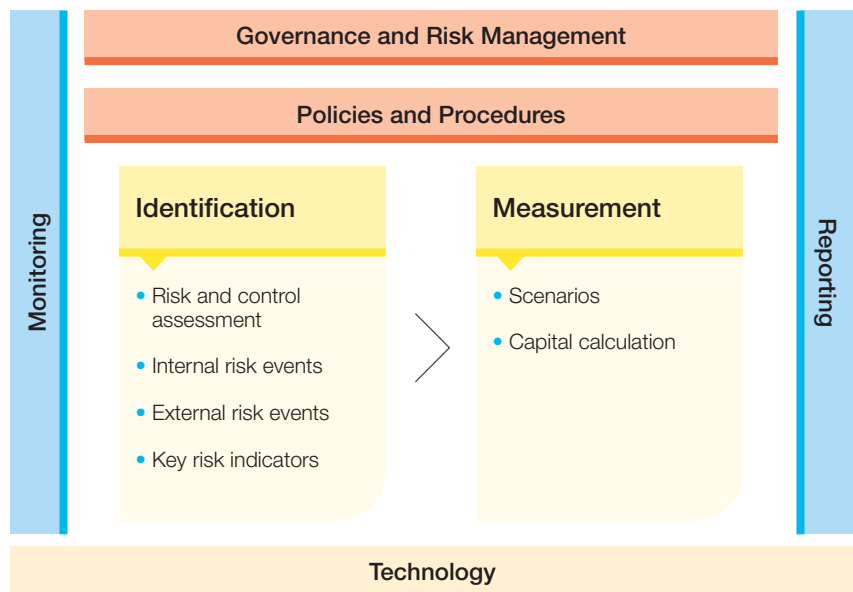 Governance and Risk Management
Policies and Procedures
Monitoring
Identification
Risk and control
assessment
Internal risk events
External risk events
Key risk indicators
Measurement
Scenarios
Capital calculation
Reporting
Technology